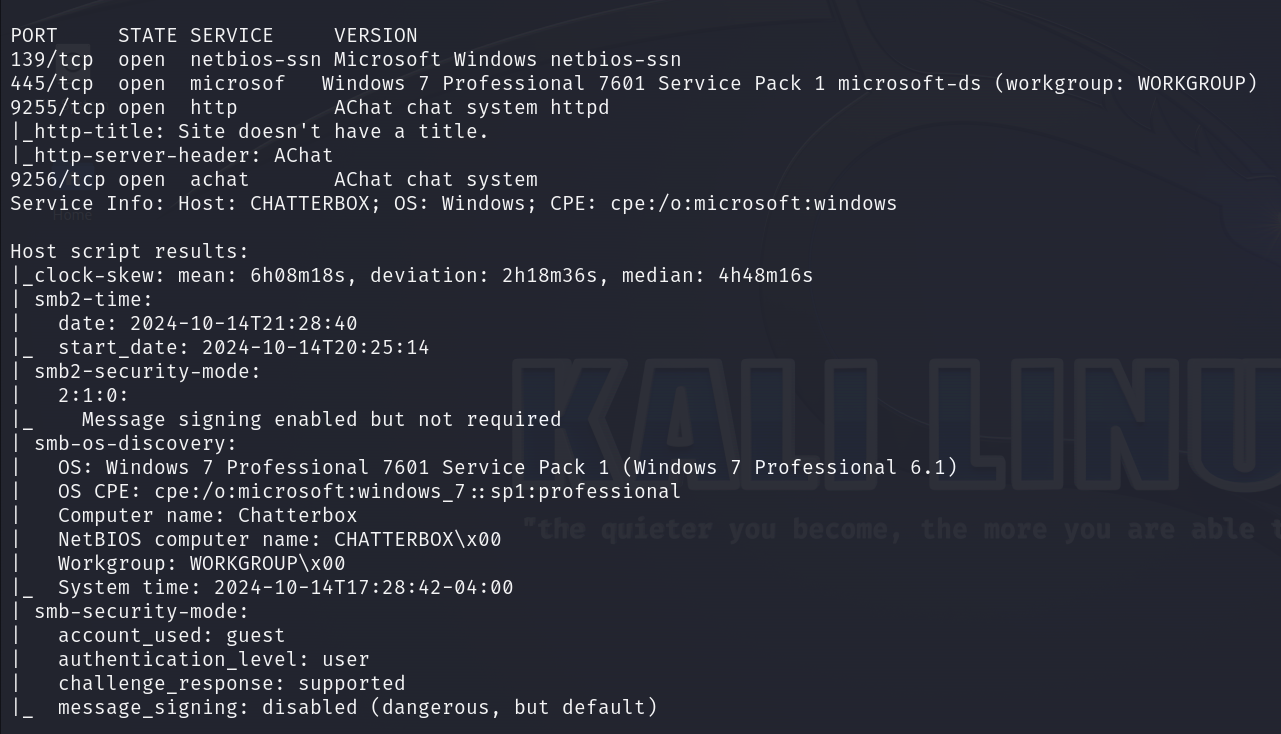 PORT      STATE SERVICE     VERSION
139/tcp  open  netbios-ssn Microsoft Windows netbios-ssn
445/tcp  open  microsof   Windows 7 Professional 7601 Service Pack 1 microsoft-ds (workgroup: WORKGROUP)
9255/tcp open  http        AChat chat system httpd
|_http-title: Site doesn't have a title.
|_http-server-header: AChat
9256/tcp open  achat       AChat chat system
Service Info: Host: CHATTERBOX; OS: Windows; CPE: cpe:/o:microsoft:windows
Home
Host script results:
|_clock-skew: mean: 6h08m18s, deviation: 2h18m36s, median: 4h48m16s
| smb2-time:
|   date: 2024-10-14T21:28:40
|_  start_date: 2024-10-14T20:25:14
| smb2-security-mode:
|   2:1:0:
|_    Message signing enabled but not required
| smb-os-discovery:
|   OS: Windows 7 Professional 7601 Service Pack 1 (Windows 7 Professional 6.1)
|   OS CPE: cpe:/o:microsoft:windows_7::sp1:professional
|   Computer name: Chatterbox
|   NetBIOS computer name: CHATTERBOX\x00
|   Workgroup: WORKGROUP\x00
|_  System time: 2024-10-14T17:28:42-04:00
| smb-security-mode:
|   account_used: guest
|   authentication_level: user
|   challenge_response: supported
|_  message_signing: disabled (dangerous, but default)
KALI LINU
"the quieter you become, the more you are able